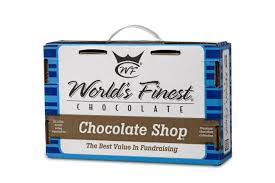 WF
World's Finest®
CHOCOLATE
Chocolate Shop
The Best Value In Fundraising